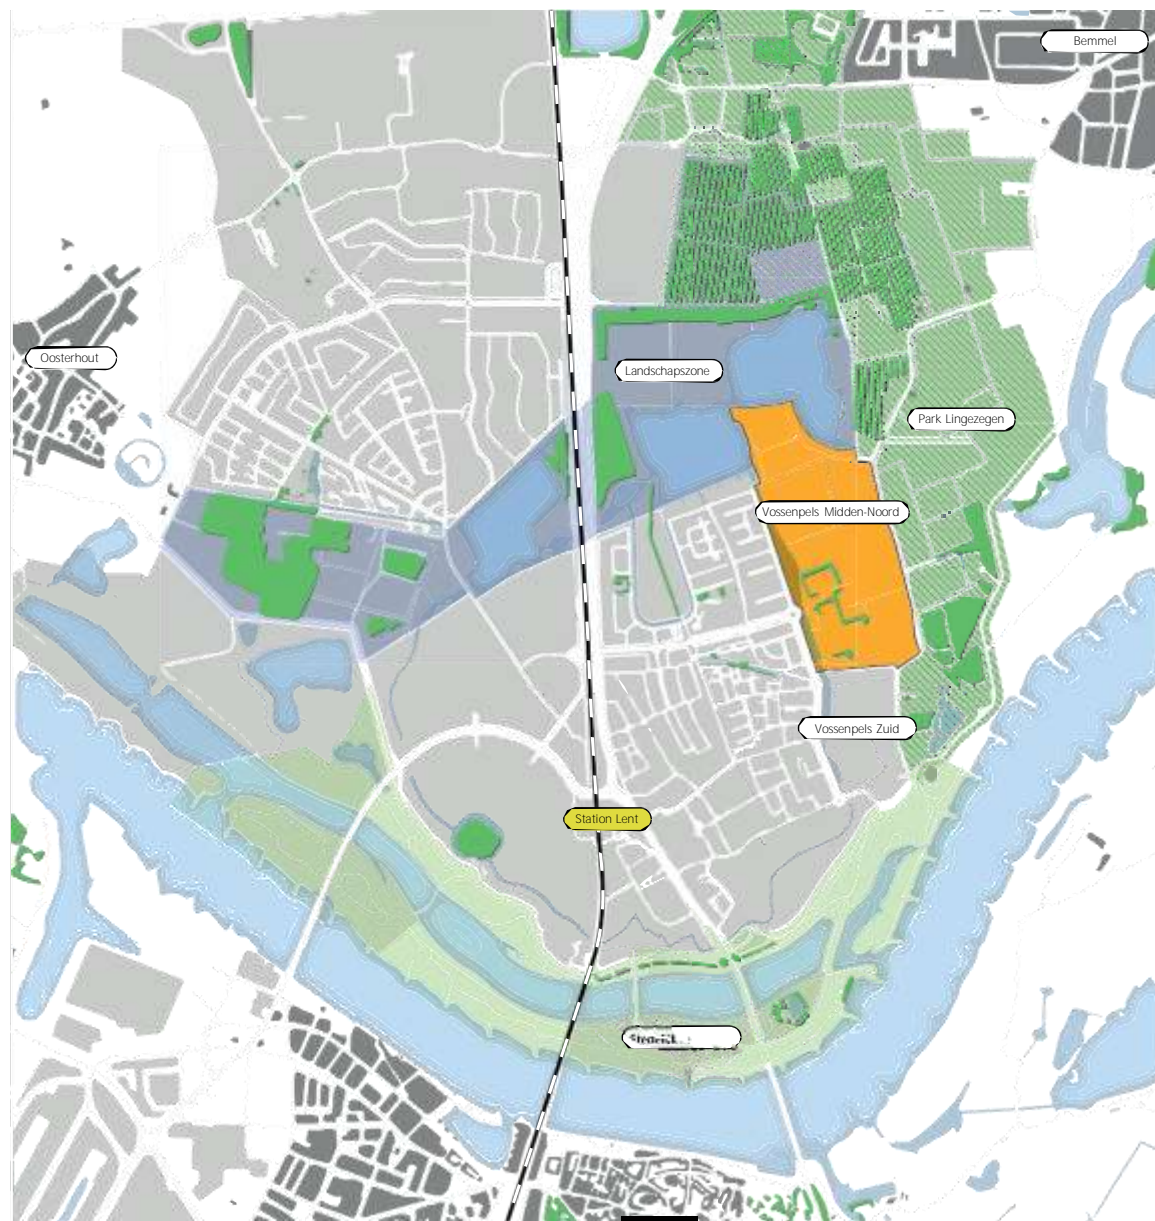 Bemmel
Oosterhout
Landschapszone
Park Lingezegen
Vossenpels Midden-Noord
Vossenpels Zuid
Station Lent